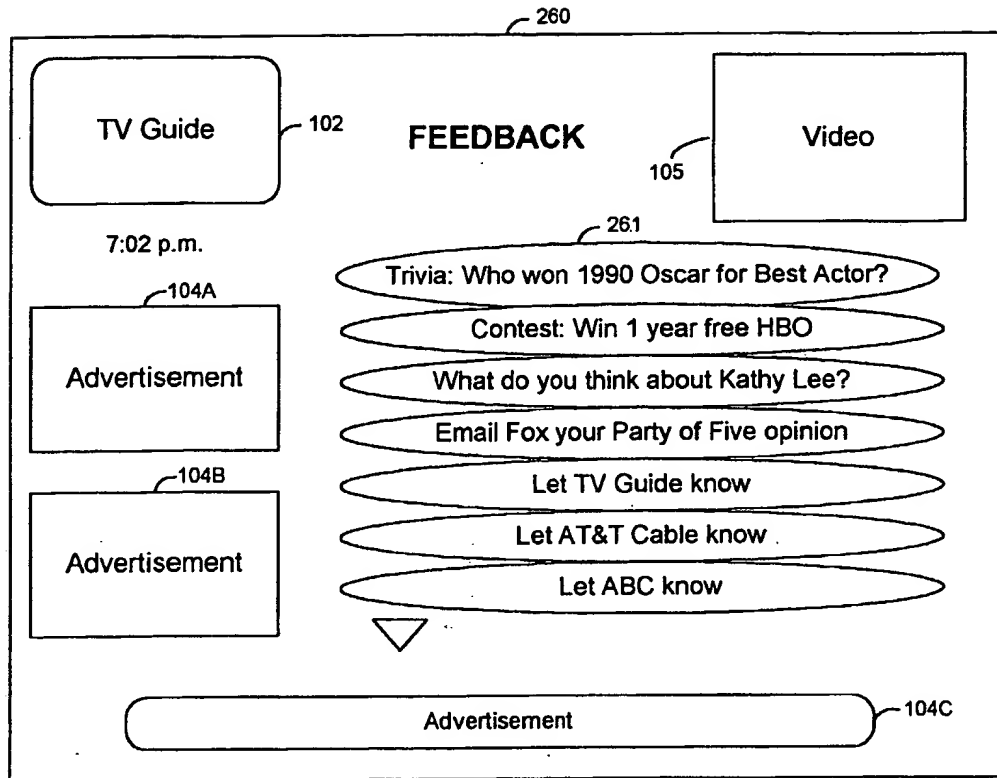 260
TV Guide
102
FEEDBACK
105
Video
7:02 p.m.
261
Trivia: Who won 1990 Oscar for Best Actor?
104A
Contest: Win 1 year free HBO
Advertisement
What do you think about Kathy Lee?
Email Fox your Party of Five opinion
104B
Let TV Guide know
Advertisement
Let AT&T Cable know
Let ABC know
Advertisement
104C